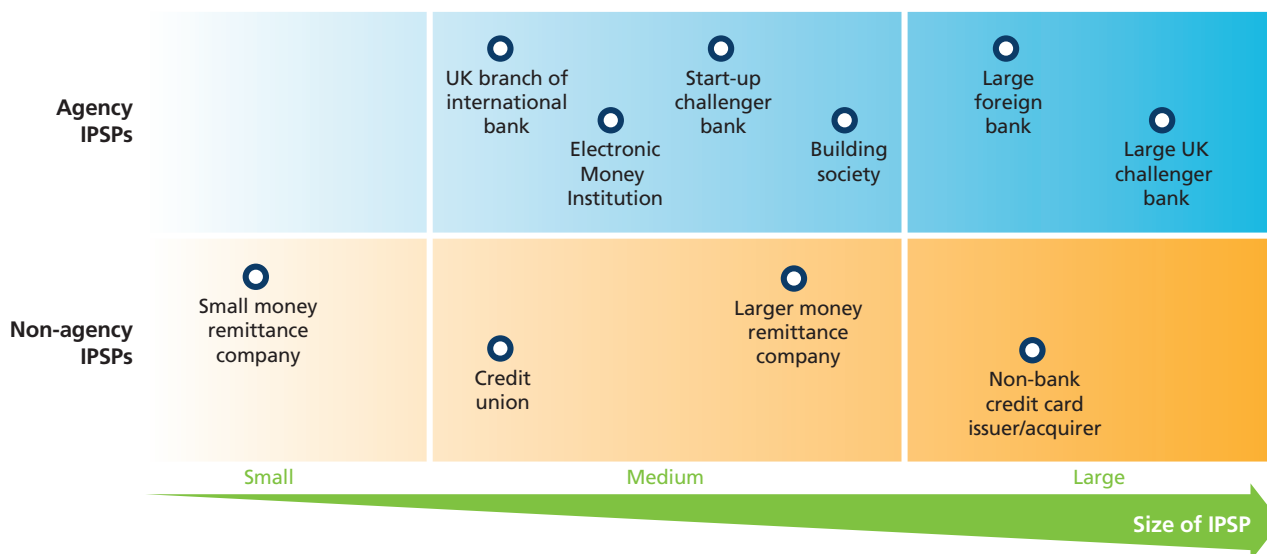 Agency
IPSPs
UK branch of
international
bank
Electronic
Money
Institution
Start-up
challenger
bank
Building
society
Large
foreign
bank
Large UK
challenger
bank
Non-agency
IPSPs
Small money
remittance
company
Credit
union
Larger money
remittance
company
Non-bank
credit card
issuer/acquirer
Small
Medium
Large
Size of IPSP